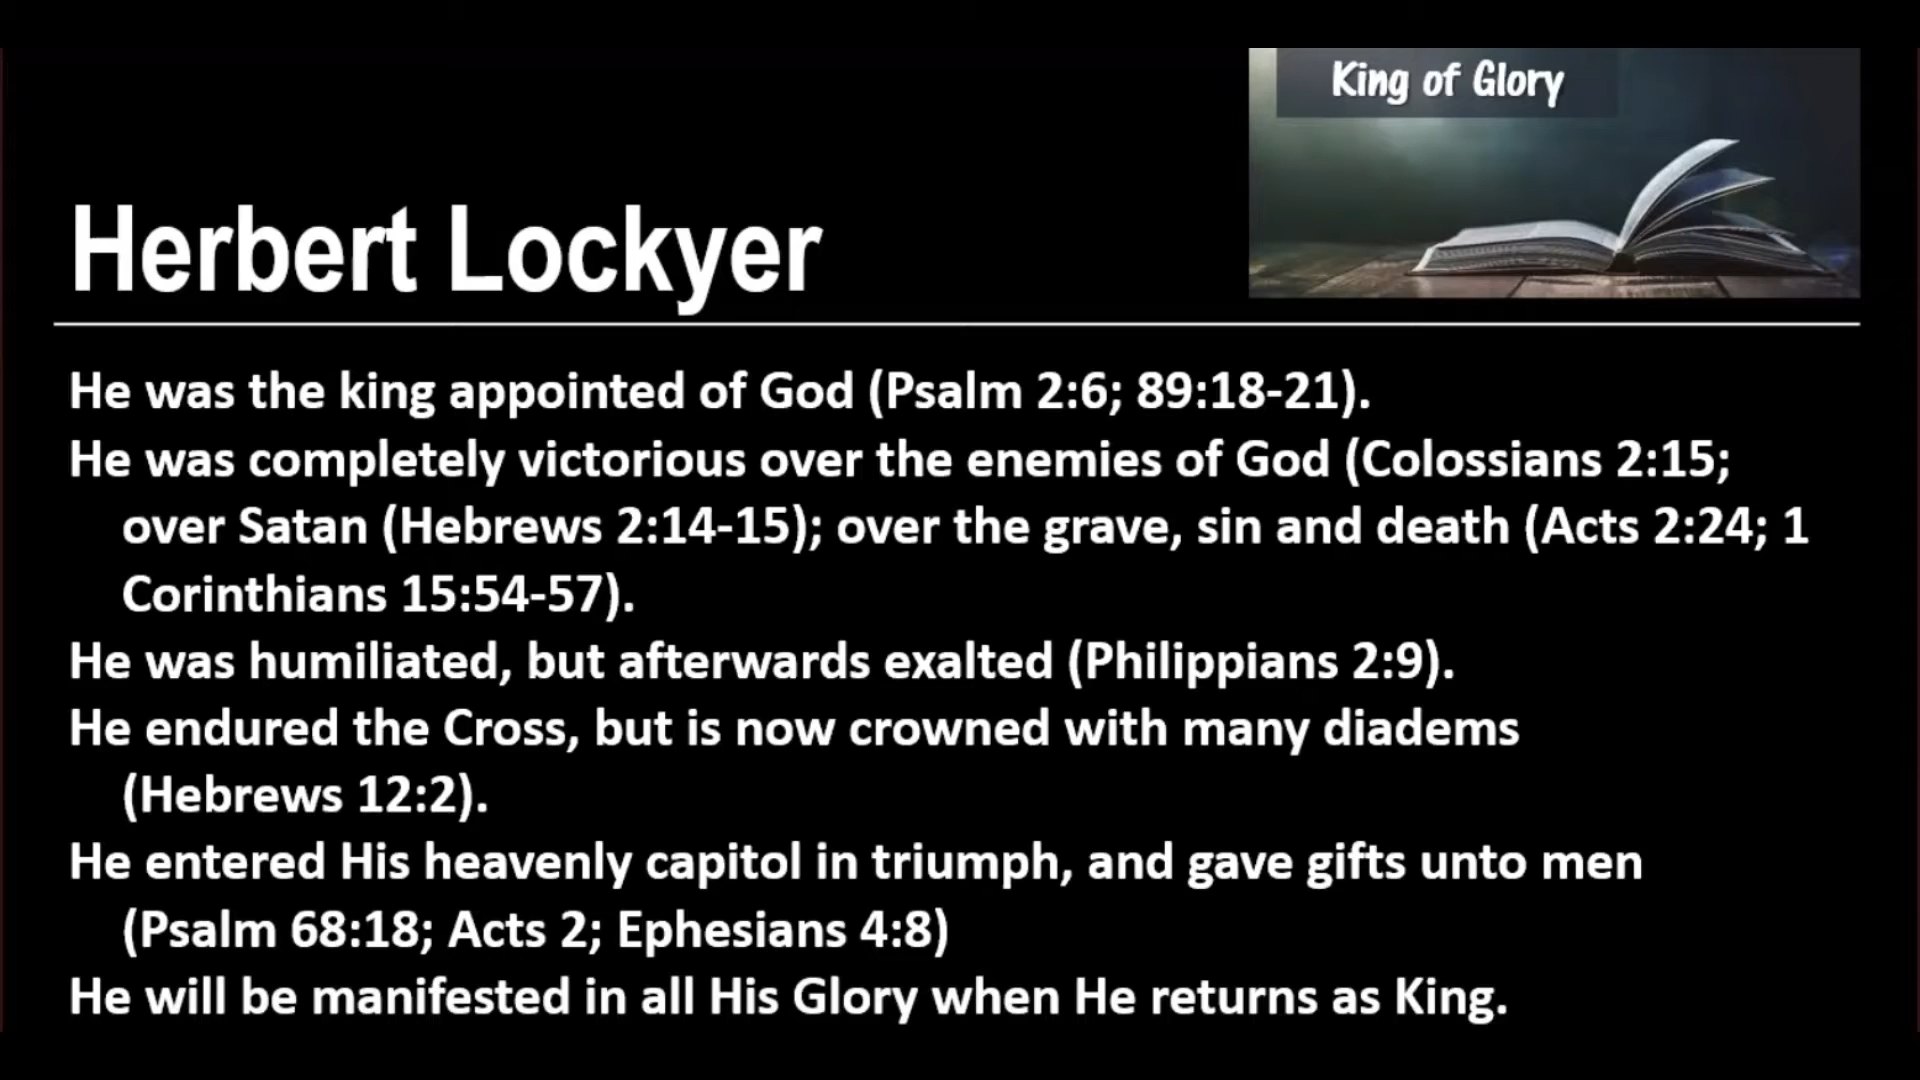 King of Glory
Herbert Lockyer
He was the king appointed of God (Psalm 2:6; 89:18-21).
He was completely victorious over the enemies of God (Colossians 2:15;
over Satan (Hebrews 2:14-15); over the grave, sin and death (Acts 2:24; 1
Corinthians 15:54-57).
He was humiliated, but afterwards exalted (Philippians 2:9).
He endured the Cross, but is now crowned with many diadems
(Hebrews 12:2).
He entered His heavenly capitol in triumph, and gave gifts unto men
(Psalm 68:18; Acts 2; Ephesians 4:8)
He will be manifested in all His Glory when He returns as King.